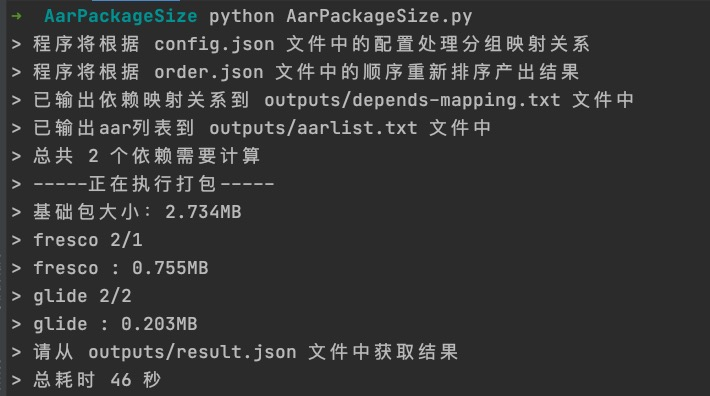 → AarPackageSize python AarPackageSize.py
> 程序将根据 config.json 文件中的配置处理分组映射关系
> 程序将根据 order.json 文件中的顺序重新排序产出结果
> 已输出依赖映射关系到 outputs/depends-mapping.txt 文件中
> 已输出aar列表到 outputs/aarlist.txt 文件中
> 总共 2 个依赖需要计算
> -----正在执行打包-----
> 基础包大小: 2.734MB
> fresco 2/1
> fresco : 0.755MB
> glide 2/2
> glide : 0.203MB
> 请从 outputs/result.json 文件中获取结果
> 总耗时 46 秒